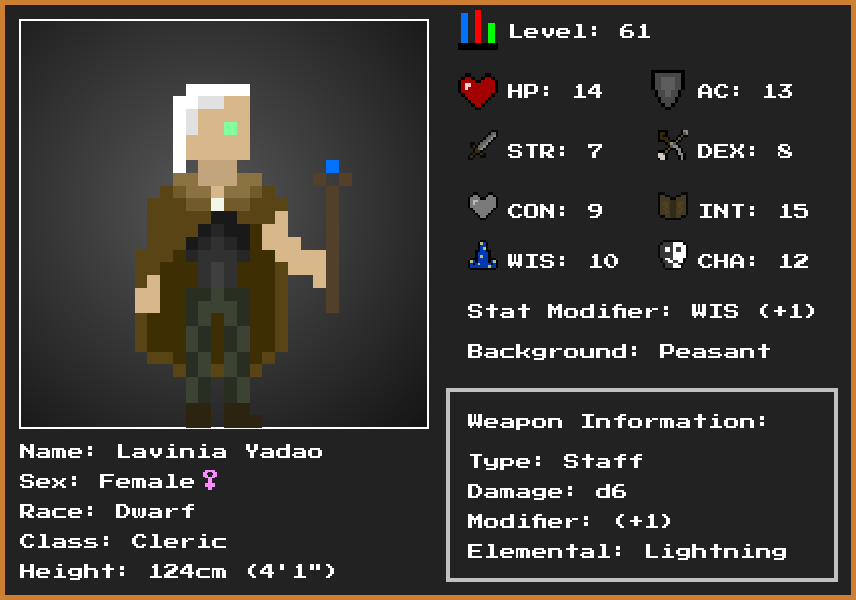 Level: 61
HP: 14 AC: 13
STR: 7 DEX: 8
CON: 9 INT: 15
WIS: 10 CHA: 12
Stat Modifier: WIS (+1)
Background: Peasant
Weapon Information:
Type: Staff
Damage: d6
Modifier: (+1)
Elemental: Lightning
Name: Lavinia Yadao
Sex: Female♀
Race: Dwarf
Class: Cleric
Height: 124cm (4'1")